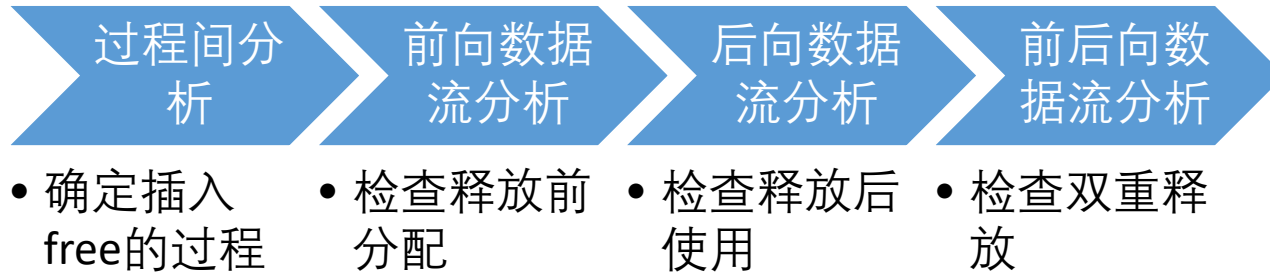 过程间分
析
前向数据
流分析
后向数据
流分析
前后向数
据流分析
• 确定插入
free的过程
• 检查释放前
分配
• 检查释放后
使用
• 检查双重释
放